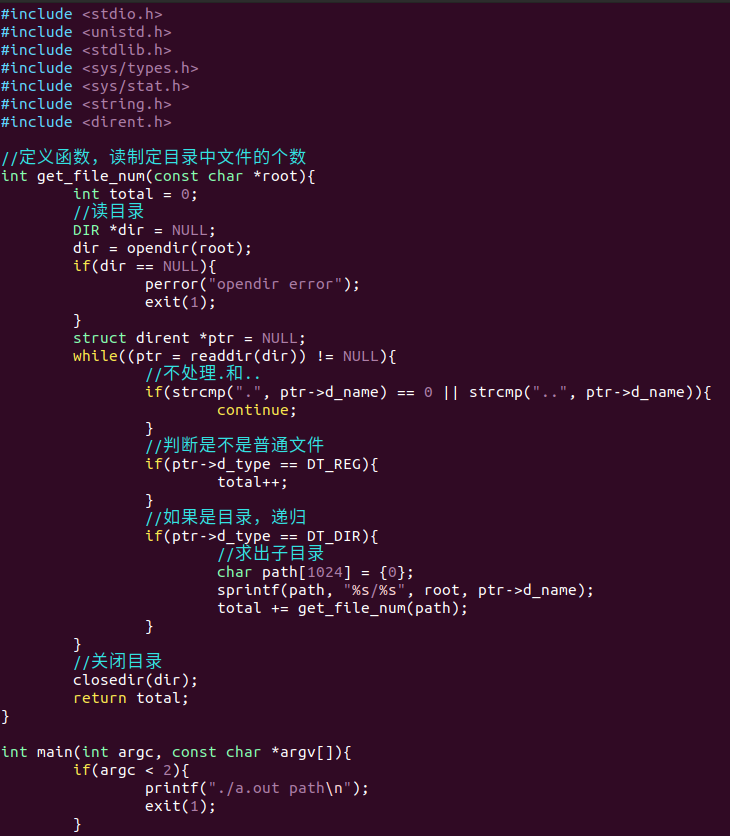 #include <stdio.h>
#include <unistd.h>
#include <stdlib.h>
#include <sys/types.h>
#include <sys/stat.h>
#include <string.h>
#include <dirent.h>

//定义函数，读制定目录中文件的个数
int get_file_num(const char *root){
        int total = 0;
        //读目录
        DIR *dir = NULL;
        dir = opendir(root);
        if(dir == NULL){
                perror("opendir error");
                exit(1);
        }
        struct dirent *ptr = NULL;
        while((ptr = readdir(dir)) != NULL){
                //不处理.和..
                if(strcmp(".", ptr->d_name) == 0 || strcmp("..", ptr->d_name)){
                        continue;
                }
                //判断是不是普通文件
                if(ptr->d_type == DT_REG){
                        total++;
                }
                //如果是目录，递归
                if(ptr->d_type == DT_DIR){
                        //求出子目录
                        char path[1024] = {0};
                        sprintf(path, "%s/%s", root, ptr->d_name);
                        total += get_file_num(path);
                }
        }
        //关闭目录
        closedir(dir);
        return total;
}

int main(int argc, const char *argv[]){
        if(argc < 2){
                printf("./a.out path\n");
                exit(1);
        }